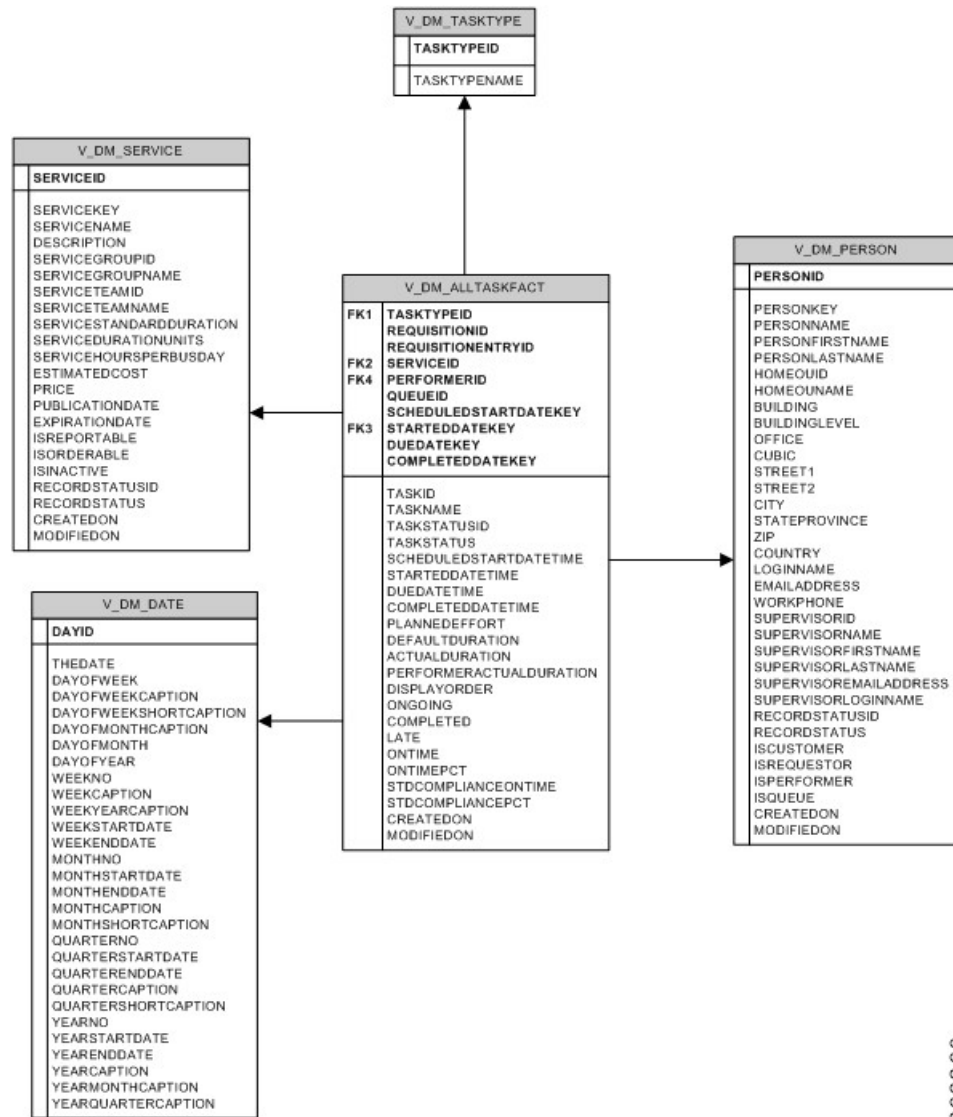 V_DM_TASKTYPE
TASKTYPEID
TASKTYPENAME
V_DM_SERVICE
SERVICEID
SERVICEKEY
SERVICENAME
DESCRIPTION
SERVICEGROUPID
SERVICEGROUPNAME
SERVICETEAMID
SERVICETEAMNAME
SERVICESTANDARDDURATION
SERVICEDURATIONUNITS
SERVICEHOURSPERBUSDAY
ESTIMATEDCOST
PRICE
PUBLICATIONDATE
EXPIRATIONDATE
ISREPORTABLE
ISORDERABLE
ISINACTIVE
RECORDSTATUSID
RECORDSTATUS
CREATEDON
MODIFIEDON
V_DM_ALLTASKFACT
FK1 TASKTYPEID
REQUISITIONID
REQUISITIONENTRYID
FK2 SERVICEID
FK4 PERFORMERID
QUEUEID
SCHEDULEDSTARTDATEKEY
FK3 STARTEDDATEKEY
DUEDATEKEY
COMPLETEDDATEKEY
TASKID
TASKNAME
TASKSTATUSID
TASKSTATUS
SCHEDULEDSTARTDATETIME
STARTEDDATETIME
DUEDATETIME
COMPLETEDDATETIME
PLANNEDEFFORT
DEFAULTDURATION
ACTUALDURATION
PERFORMERACTUALDURATION
DISPLAYORDER
ONGOING
COMPLETED
LATE
ONTIME
ONTIMEPCT
STDCOMPLIANCEONTIME
STDCOMPLIANCEPCT
CREATEDON
MODIFIEDON
V_DM_PERSON
PERSONID
PERSONKEY
PERSONNAME
PERSONFIRSTNAME
PERSONLASTNAME
HOMEOUID
HOMEOUNAME
BUILDING
BUILDINGLEVEL
OFFICE
CUBIC
STREET1
STREET2
CITY
STATEPROVINCE
ZIP
COUNTRY
LOGINNAME
EMAILADDRESS
WORKPHONE
SUPERVISORID
SUPERVISORNAME
SUPERVISORFIRSTNAME
SUPERVISORLASTNAME
SUPERVISOREMAILADDRESS
SUPERVISORLOGINNAME
RECORDSTATUSID
RECORDSTATUS
ISCUSTOMER
ISREQUESTOR
ISPERFORMER
ISQUEUE
CREATEDON
MODIFIEDON
V_DM_DATE
DAYID
THEDATE
DAYOFWEEK
DAYOFWEEKCAPTION
DAYOFWEEKSHORTCAPTION
DAYOFMONTHCAPTION
DAYOFMONTH
DAYOFYEAR
WEEKNO
WEEKCAPTION
WEEKYEARCAPTION
WEEKSTARTDATE
WEEKENDDATE
MONTHNO
MONTHSTARTDATE
MONTHENDDATE
MONTHCAPTION
MONTHSHORTCAPTION
QUARTERNO
QUARTERSTARTDATE
QUARTERENDDATE
QUARTERCAPTION
QUARTERSHORTCAPTION
YEARNO
YEARSTARTDATE
YEARENDDATE
YEARCAPTION
YEARMONTHCAPTION
YEARQUARTERCAPTION